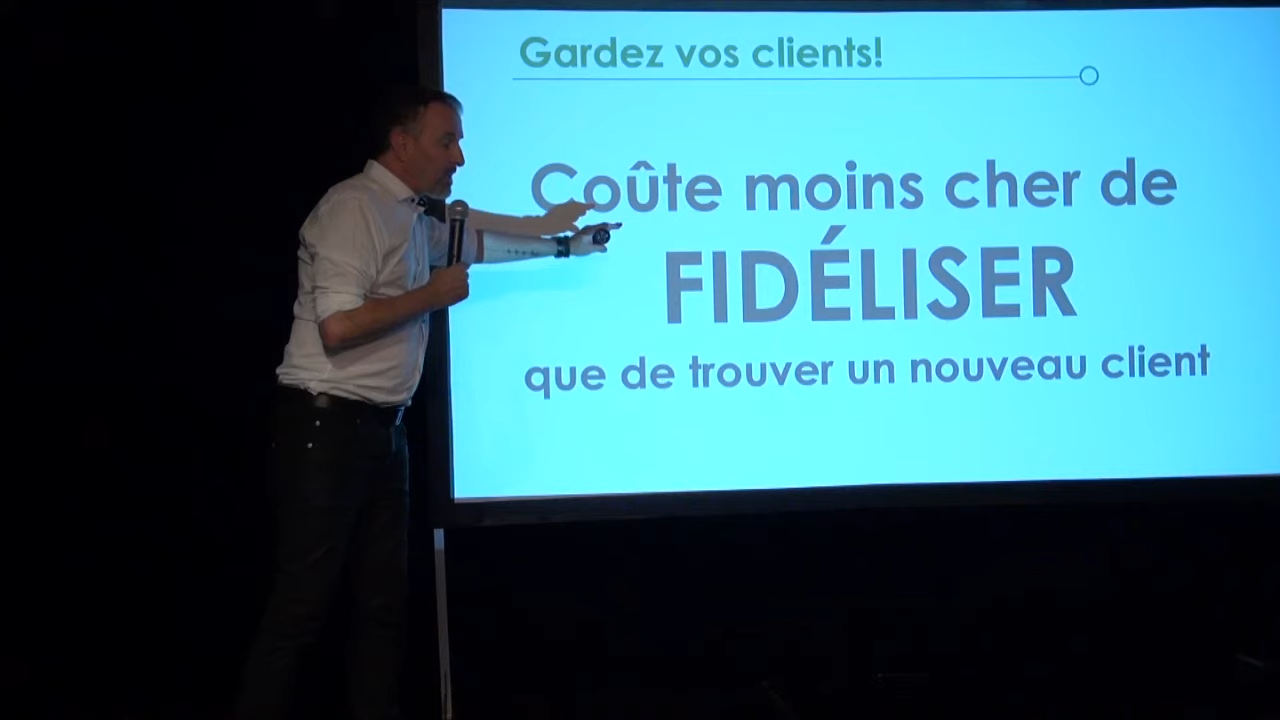 Gardez vos clients!
Coûte moins cher de
FIDÉLISER
que de trouver un nouveau client